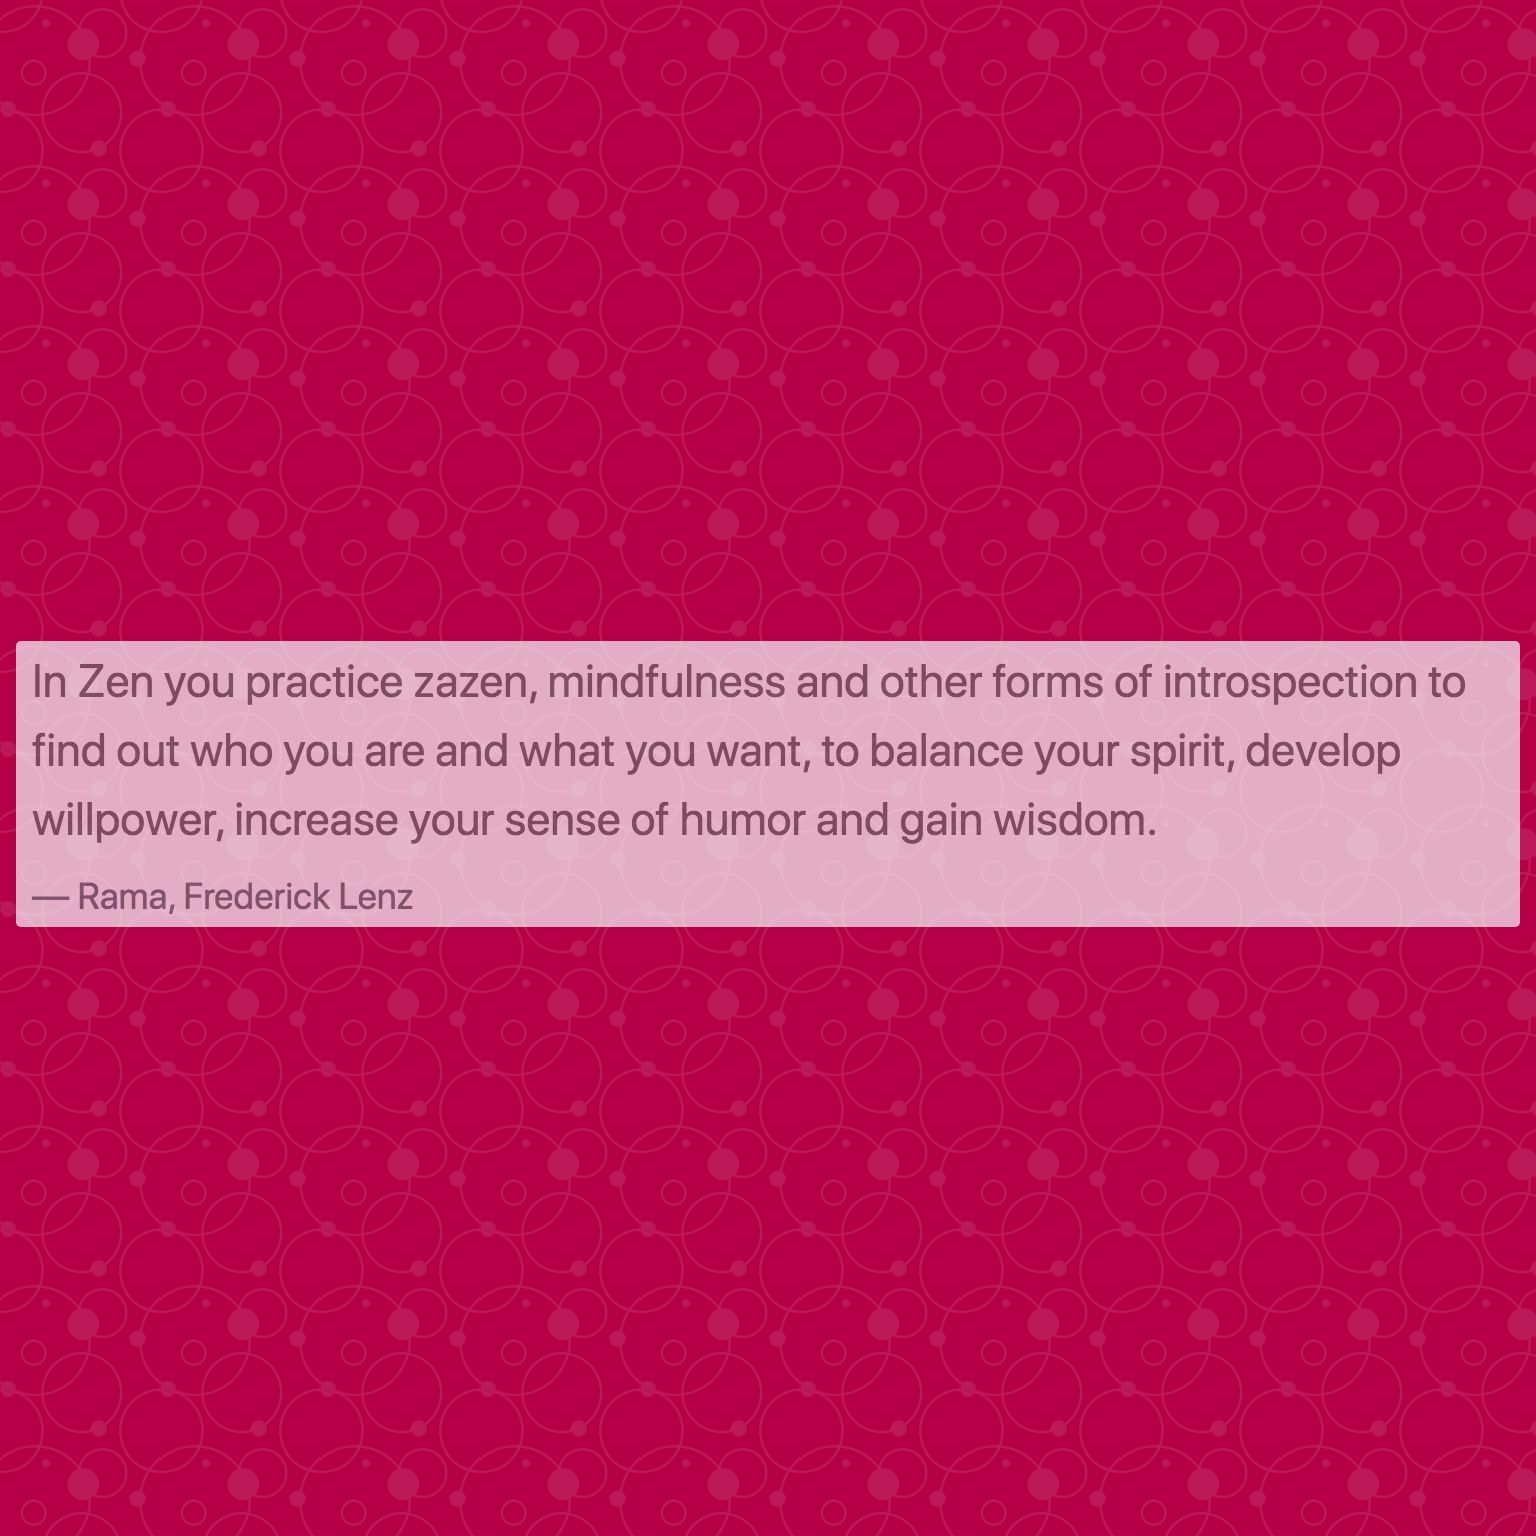 In Zen you practice zazen, mindfulness and other forms of introspection to
find out who you are and what you want, to balance your spirit, develop
willpower, increase your sense of humor and gain wisdom.
— Rama, Frederick Lenz